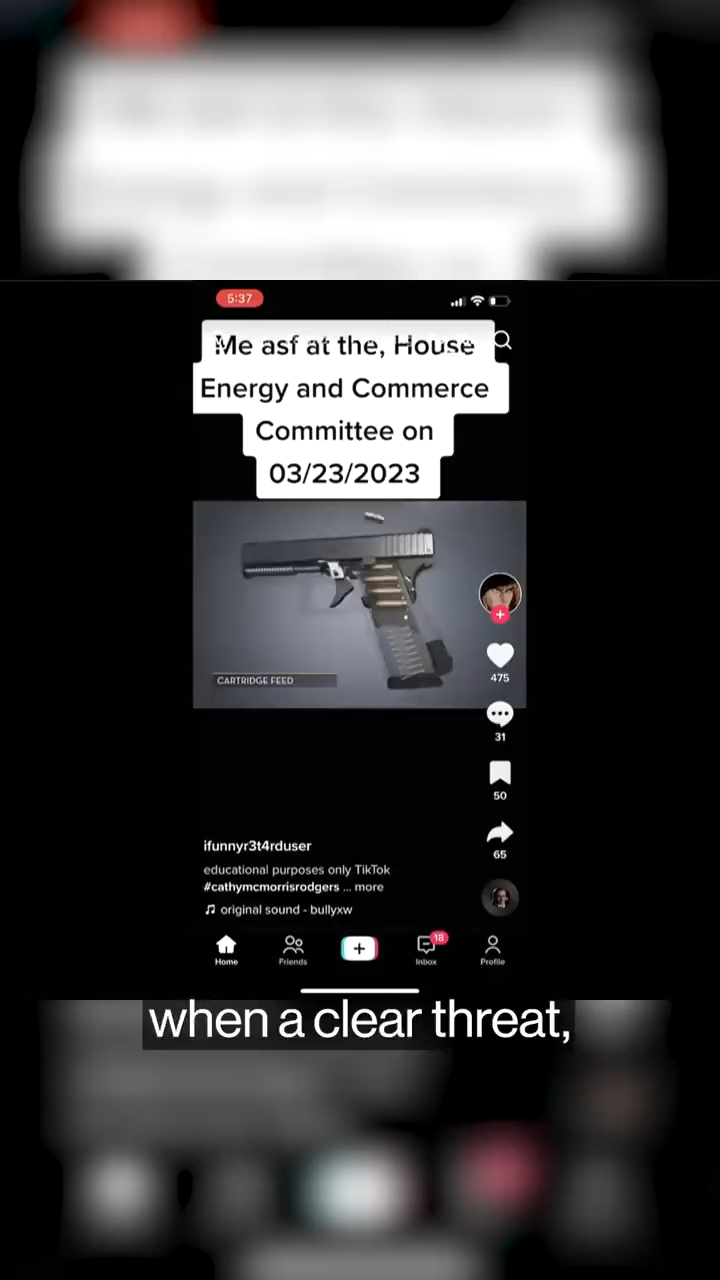 5:37
Me asf at the, House
Energy and Commerce
Committee on
03/23/2023
CARTRIDGE FEED
475
31
50
65
ifunnyr3t4rduser
educational purposes only TikTok
#cathymcmorrisrodgers ... more
original sound - bullyxw
Home
Friends
18
Inbox
Profile
when a clear threat,